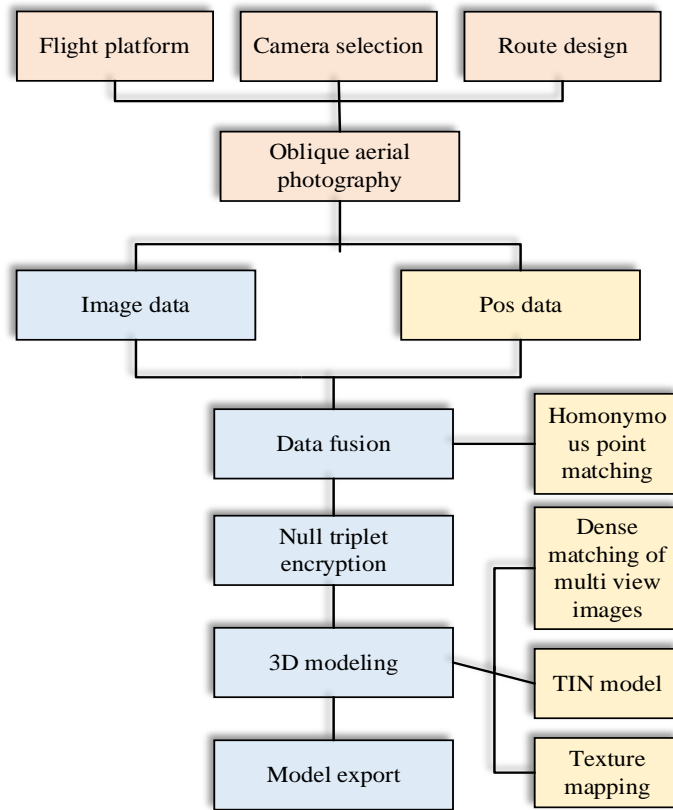 Flight platform
Camera selection
Route design
Oblique aerial
photography
Image data
Pos data
Data fusion
Homonymo
us point
matching
Null triplet
encryption
Dense
matching of
multi view
images
3D modeling
TIN model
Model export
Texture
mapping